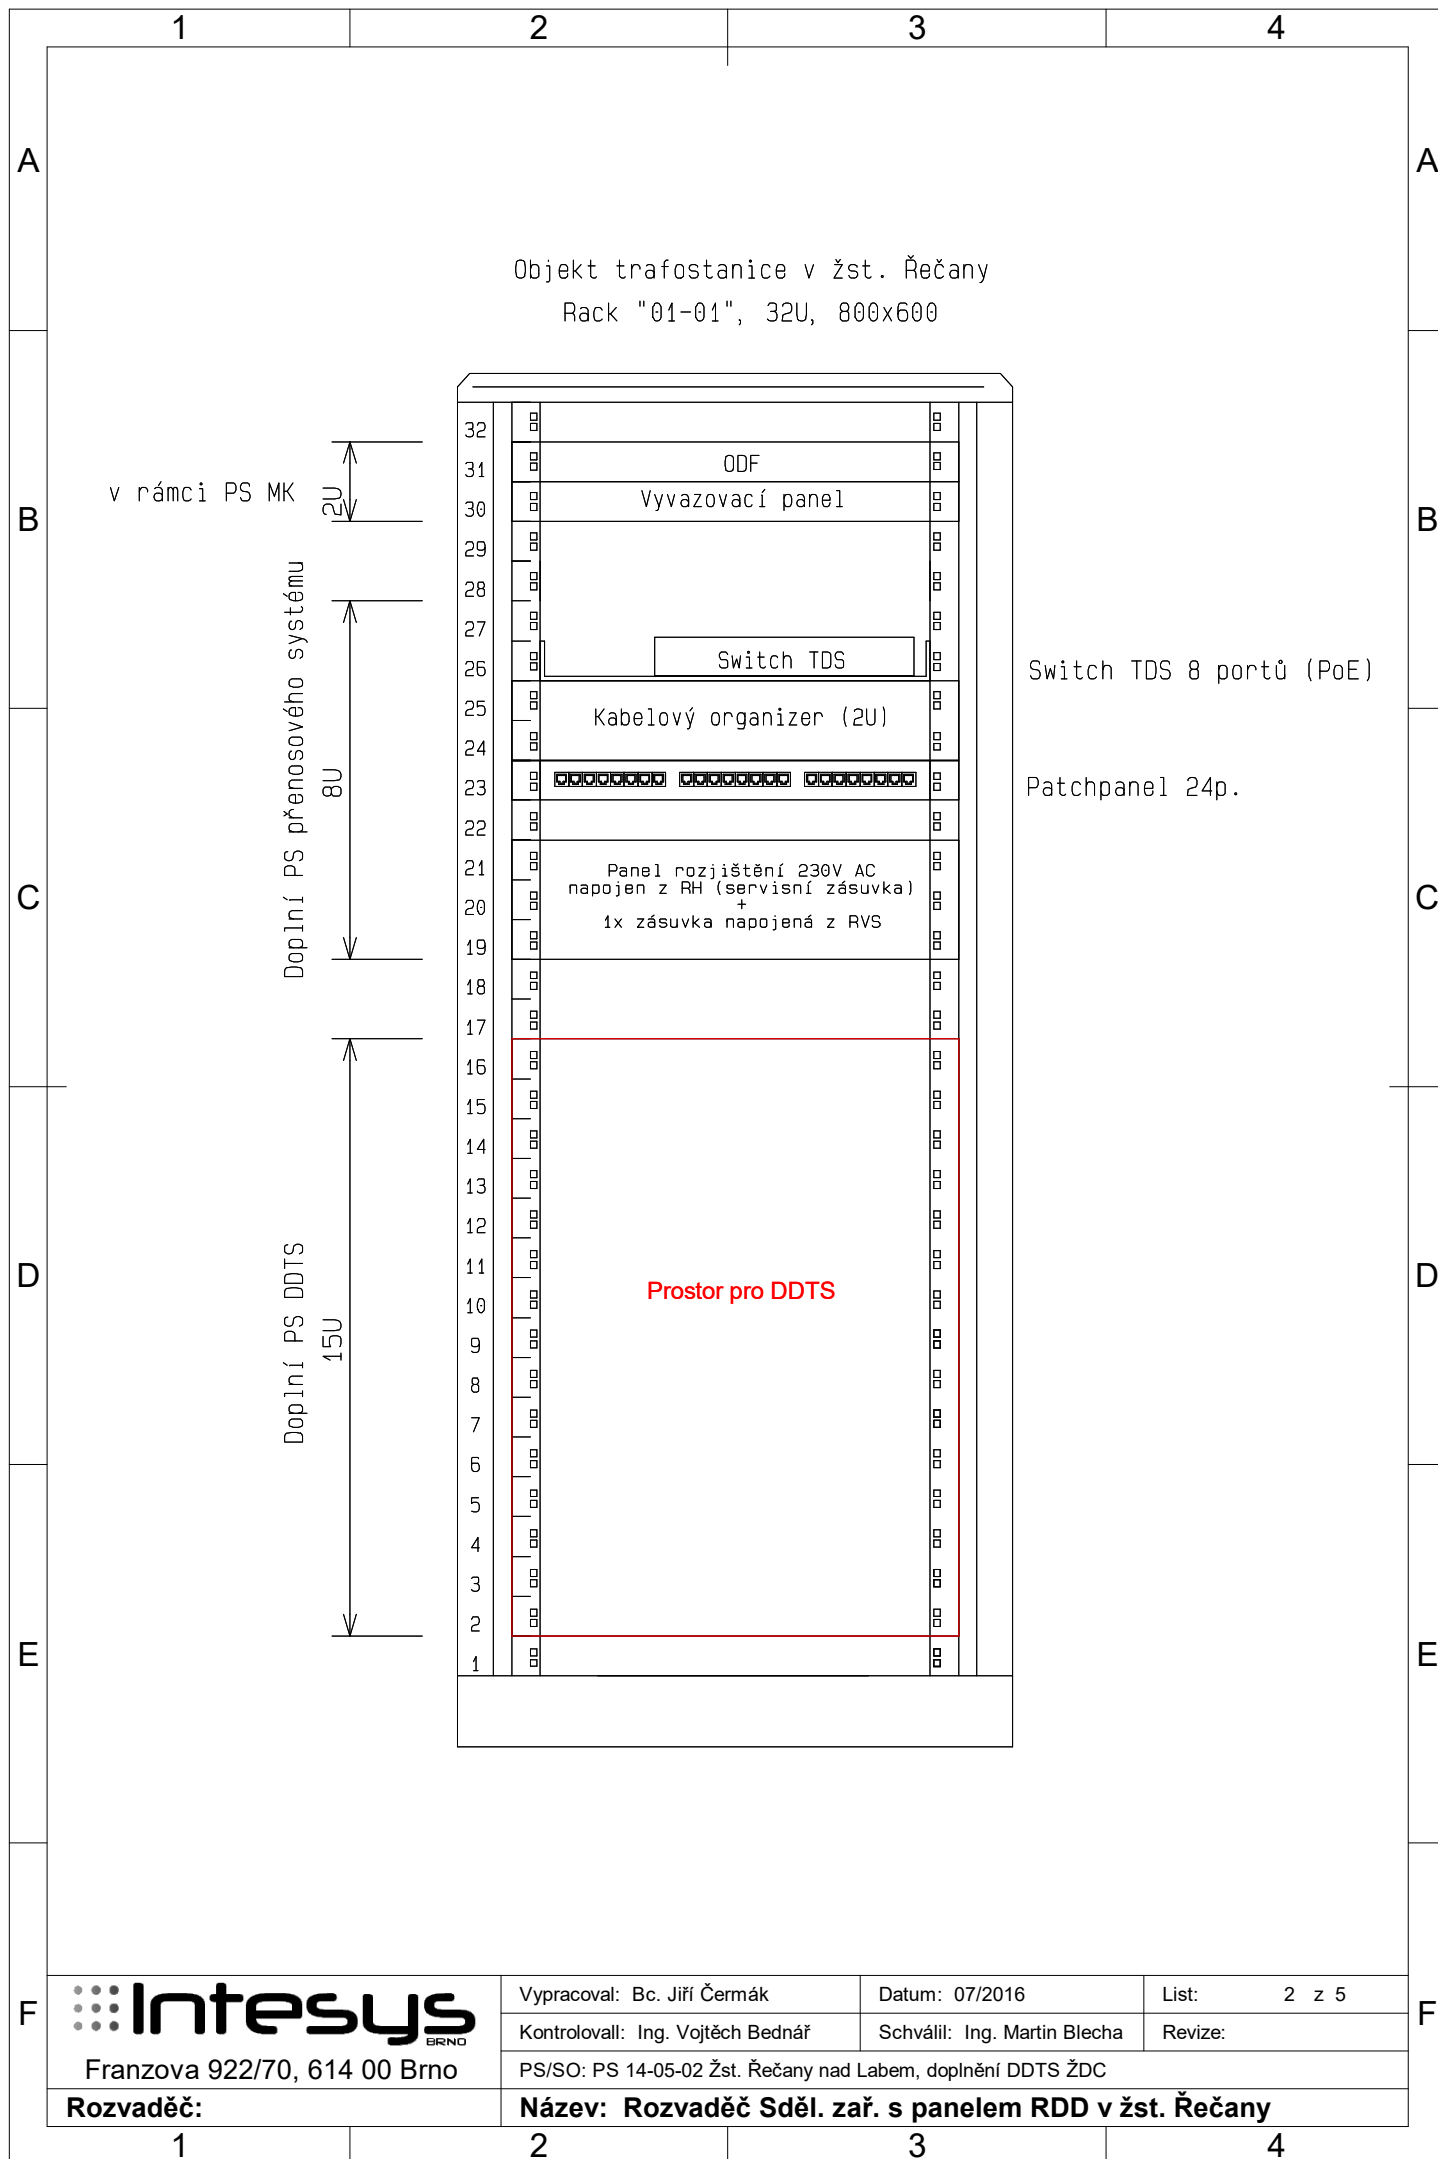 1 2 3 4
A A
Objekt trafostanice v žst. Řečany
Rack "01-01", 32U, 800x600
32
31 ODF
v rámci PS MK 2U
30 Vyvazovací panel
B B
29
28
27
26 Switch TDS
Switch TDS 8 portů (PoE)
25
Kabelový organizer (2U)
24
Doplní PS přenosového systému
8U
23
Patchpanel 24p.
22
21
Panel rozjištění 230V AC
napojen z RH (servisní zásuvka)
+
1x zásuvka napojená z RVS
20
19
C C
18
17
16
15
14
13
12
11
10
9
8
7
6
5
4
3
2
1
Prostor pro DDTS
Doplní PS DDTS
15U
D D
E E
F F
Intesys
BRNO
Franzova 922/70, 614 00 Brno
Rozvaděč:
Vypracoval: Bc. Jiří Čermák Datum: 07/2016 List: 2 z 5
Kontrolovall: Ing. Vojtěch Bednář Schválil: Ing. Martin Blecha Revize:
PS/SO: PS 14-05-02 Žst. Řečany nad Labem, doplnění DDTS ŽDC
Název: Rozvaděč Sděl. zař. s panelem RDD v žst. Řečany
1 2 3 4